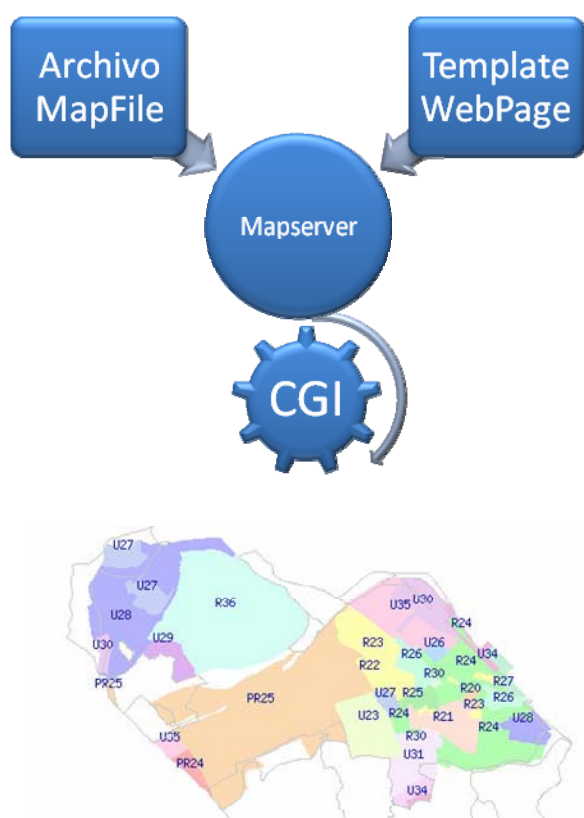 Archivo
MapFile
Template
WebPage
Mapserver
CGI
U27
U27
U28
R36
U30
U29
PR25
PR25
U35
PR24
U35
U30
R24
R23
R26
U26
U34
R22
R24
R30
R27
U27
R25
R20
R26
R23
U23
R24
R21
R24
U28
R30
U31
U34